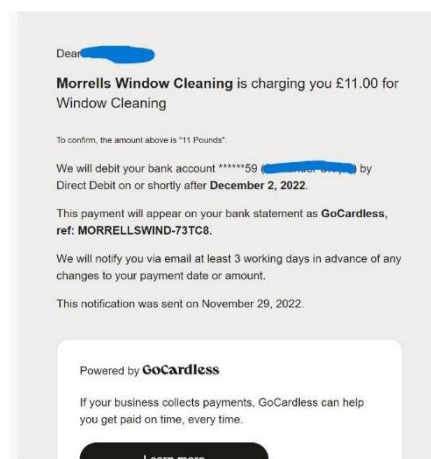 Dear
Morrells Window Cleaning is charging you £11.00 for
Window Cleaning
To confirm, the amount above is "11 Pounds".
We will debit your bank account ******59 ( ) by
Direct Debit on or shortly after December 2, 2022.
This payment will appear on your bank statement as GoCardless,
ref: MORRELLSWIND-73TC8.
We will notify you via email at least 3 working days in advance of any
changes to your payment date or amount.
This notification was sent on November 29, 2022.
Powered by GoCardless
If your business collects payments, GoCardless can help
you get paid on time, every time.
Learn more